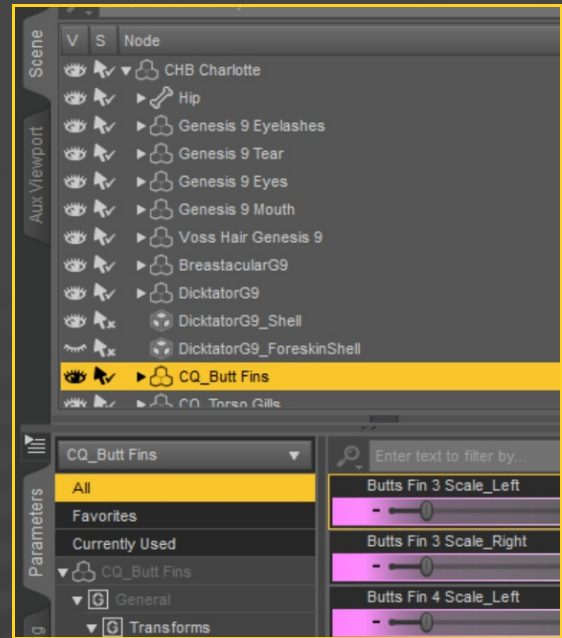 Scene
Aux Viewport
V S Node
CHB Charlotte
Hip
Genesis 9 Eyelashes
Genesis 9 Tear
Genesis 9 Eyes
Genesis 9 Mouth
Voss Hair Genesis 9
BreastacularG9
DicktatorG9
DicktatorG9_Shell
DicktatorG9_ForeskinShell
CQ_Butt Fins
CQ_Torso Gills
Parameters
CQ_Butt Fins
Enter text to filter by...
All
Favorites
Currently Used
CQ_Butt Fins
G General
G Transforms
Butts Fin 3 Scale_Left
Butts Fin 3 Scale_Right
Butts Fin 4 Scale_Left